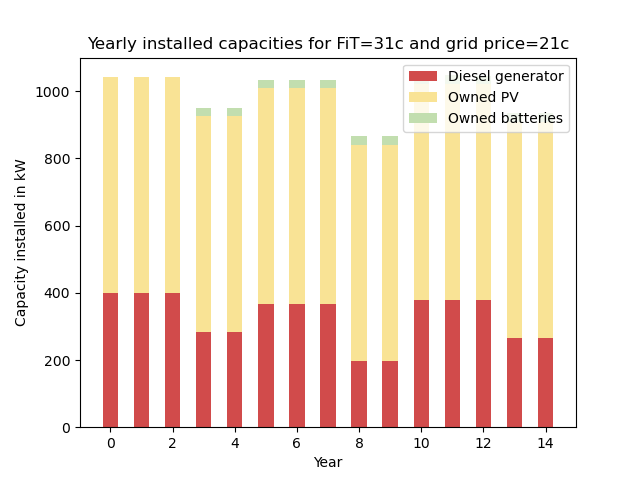 Yearly installed capacities for FiT=31c and grid price=21c
Diesel generator
Owned PV
Owned batteries
Capacity installed in kW
1000
800
600
400
200
0
0 2 4 6 8 10 12 14
Year